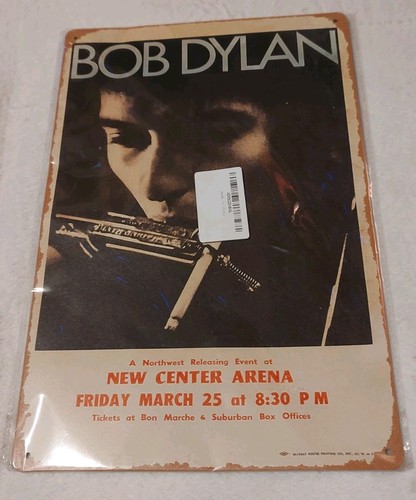 BOB DYLAN
A Northwest Releasing Event at
NEW CENTER ARENA
FRIDAY MARCH 25 at 8:30 P M
Tickets at Bon Marche & Suburban Box Offices